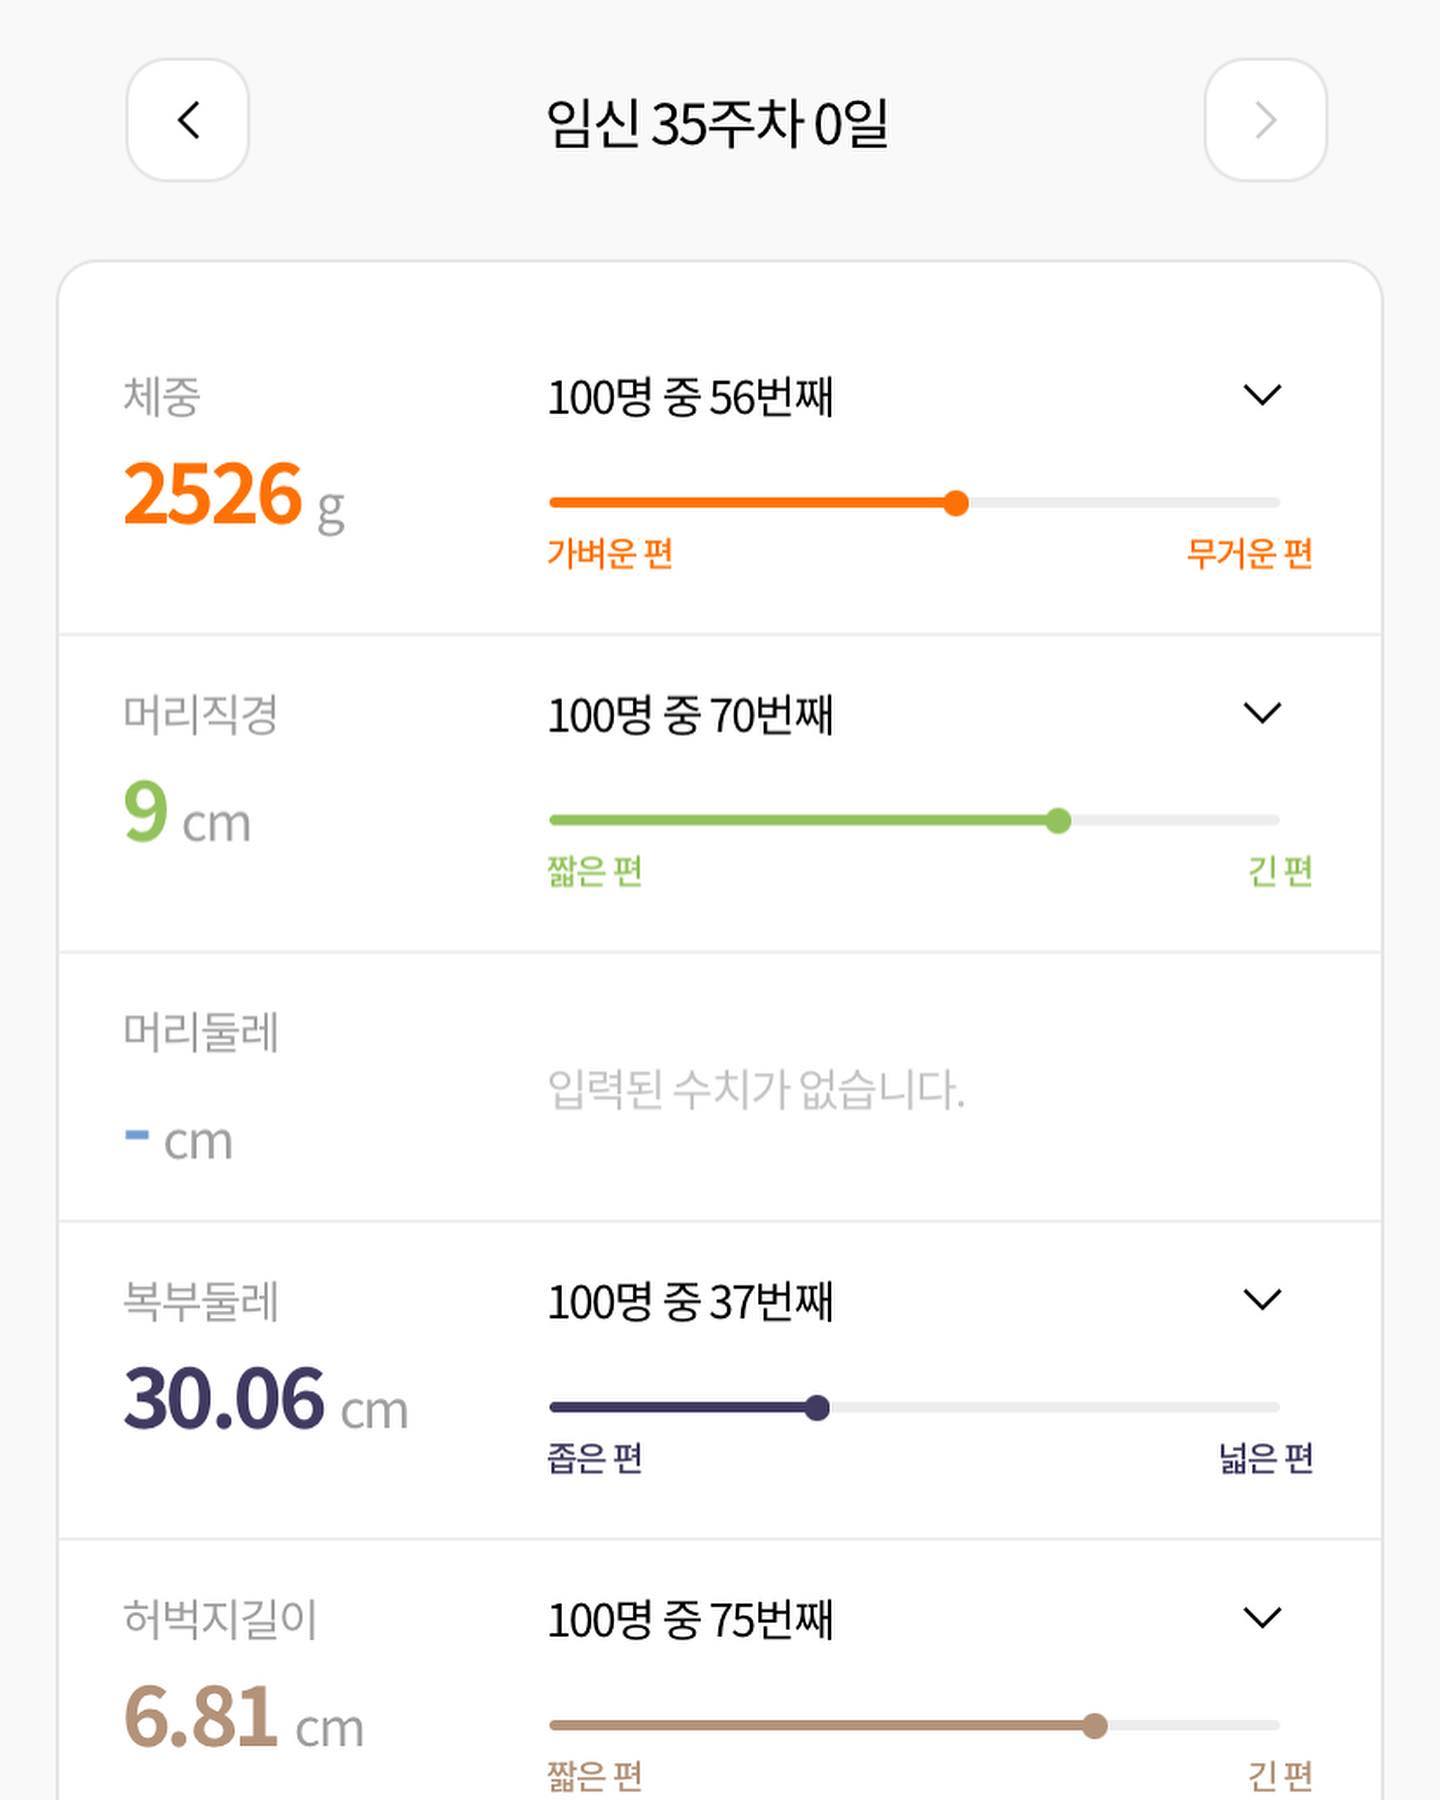 임신 35주차 0일
체중
100명 중 56번째
2526 g
가벼운 편
무거운 편
머리직경
100명 중 70번째
9 cm
짧은 편
긴 편
머리둘레
입력된 수치가 없습니다.
- cm
복부둘레
100명 중 37번째
30.06 cm
좁은 편
넓은 편
허벅지길이
100명 중 75번째
6.81 cm
짧은 편
긴 편